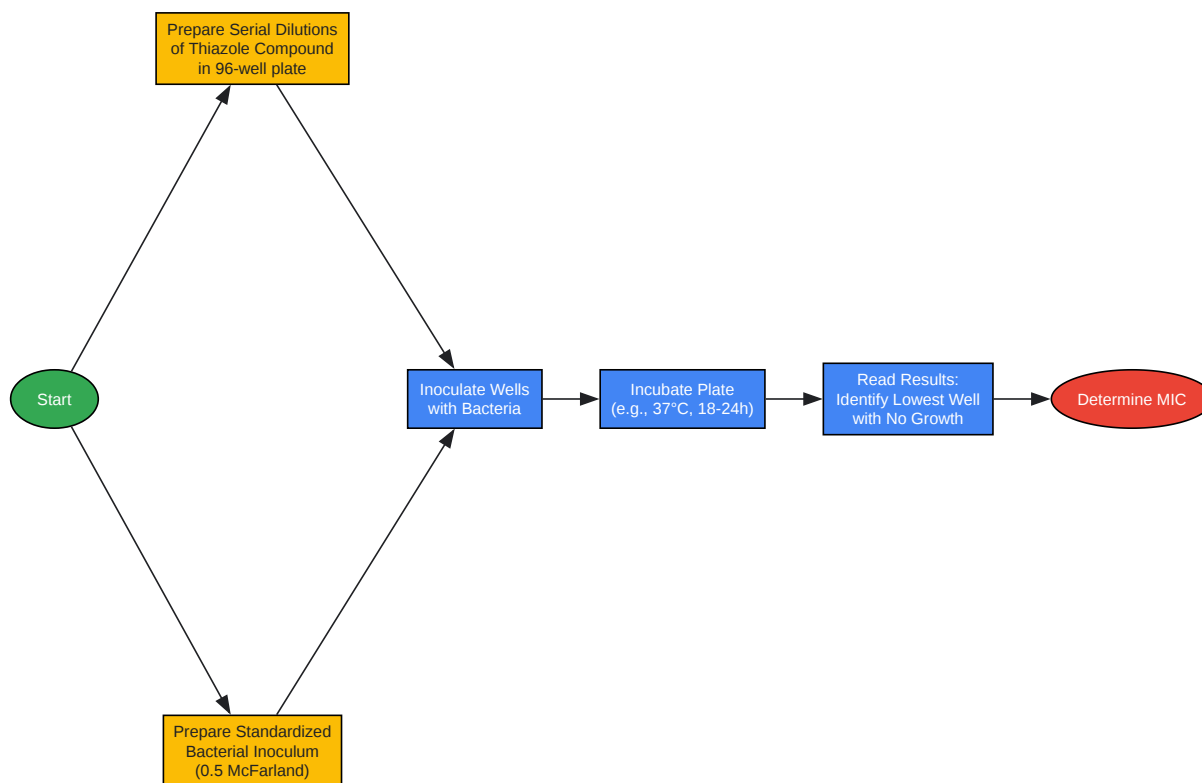 Prepare Serial Dilutions
of Thiazole Compound
in 96-well plate
Start
Inoculate Wells
with Bacteria
Incubate Plate
(e.g., 37°C, 18-24h)
Read Results:
Identify Lowest Well
with No Growth
Determine MIC
Prepare Standardized
Bacterial Inoculum
(0.5 McFarland)